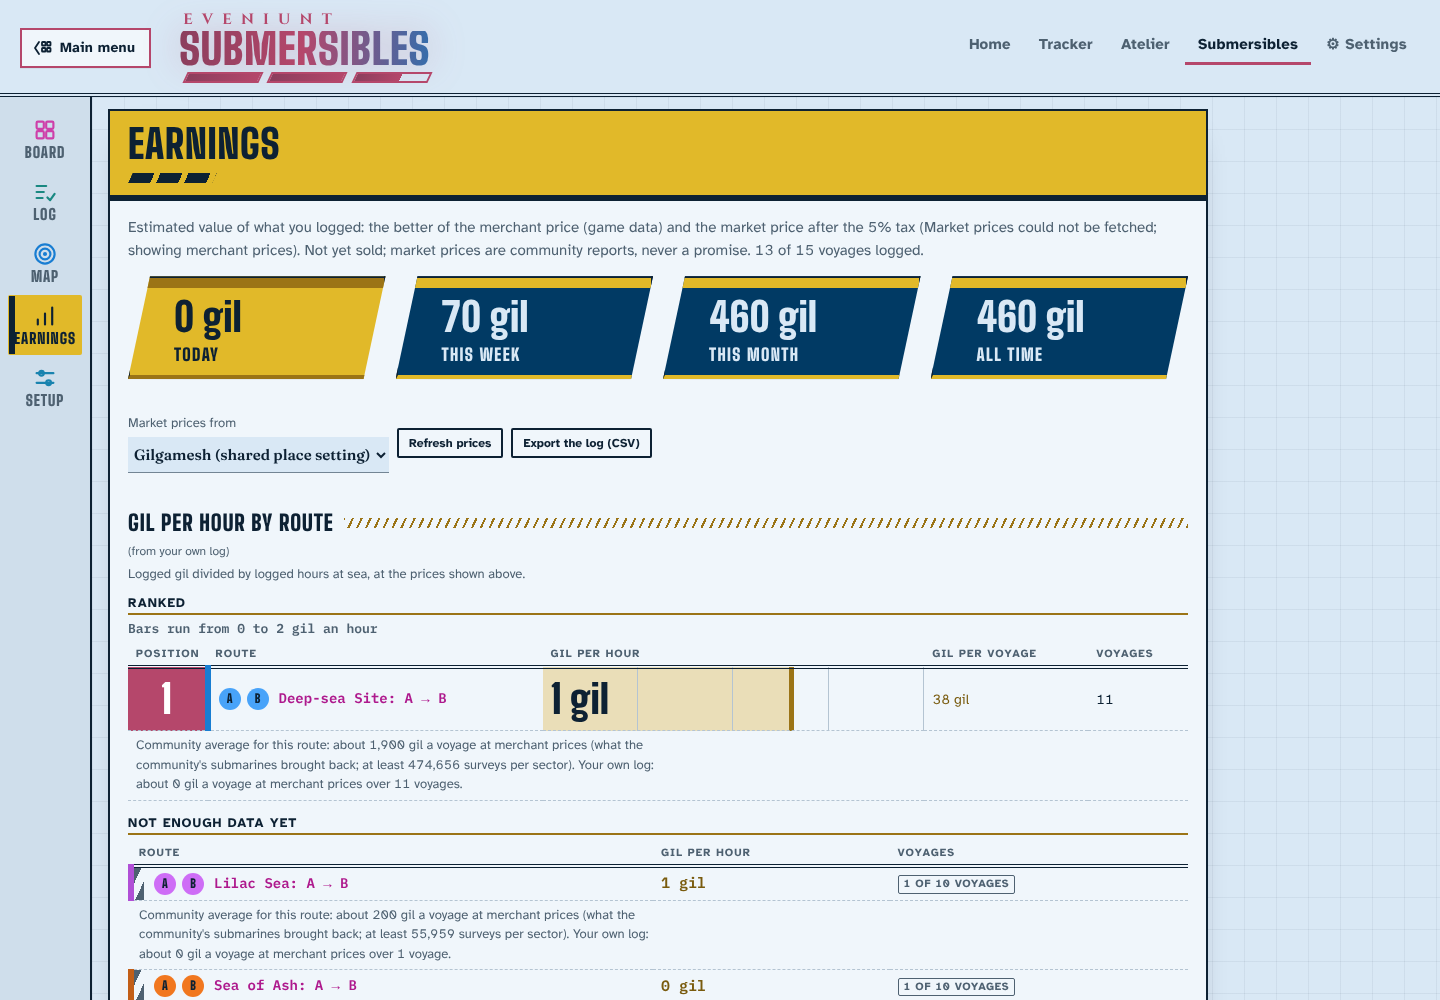 Main menu
EVENIUNT
SUBMERSIBLES
Home
Tracker
Atelier
Submersibles
⚙ Settings
BOARD
LOG
MAP
EARNINGS
SETUP
EARNINGS
Estimated value of what you logged: the better of the merchant price (game data) and the market price after the 5% tax (Market prices could not be fetched;
showing merchant prices). Not yet sold; market prices are community reports, never a promise. 13 of 15 voyages logged.
0 gil
TODAY
70 gil
THIS WEEK
460 gil
THIS MONTH
460 gil
ALL TIME
Market prices from
Gilgamesh (shared place setting)
Refresh prices
Export the log (CSV)
GIL PER HOUR BY ROUTE
(from your own log)
Logged gil divided by logged hours at sea, at the prices shown above.
RANKED
Bars run from 0 to 2 gil an hour
POSITION ROUTE GIL PER HOUR GIL PER VOYAGE VOYAGES
1 A B Deep-sea Site: A → B 1 gil 38 gil 11
Community average for this route: about 1,900 gil a voyage at merchant prices (what the
community's submarines brought back; at least 474,656 surveys per sector). Your own log:
about 0 gil a voyage at merchant prices over 11 voyages.
NOT ENOUGH DATA YET
ROUTE GIL PER HOUR VOYAGES
A B Lilac Sea: A → B 1 gil 1 OF 10 VOYAGES
Community average for this route: about 200 gil a voyage at merchant prices (what the
community's submarines brought back; at least 55,959 surveys per sector). Your own log:
about 0 gil a voyage at merchant prices over 1 voyage.
A B Sea of Ash: A → B 0 gil 1 OF 10 VOYAGES